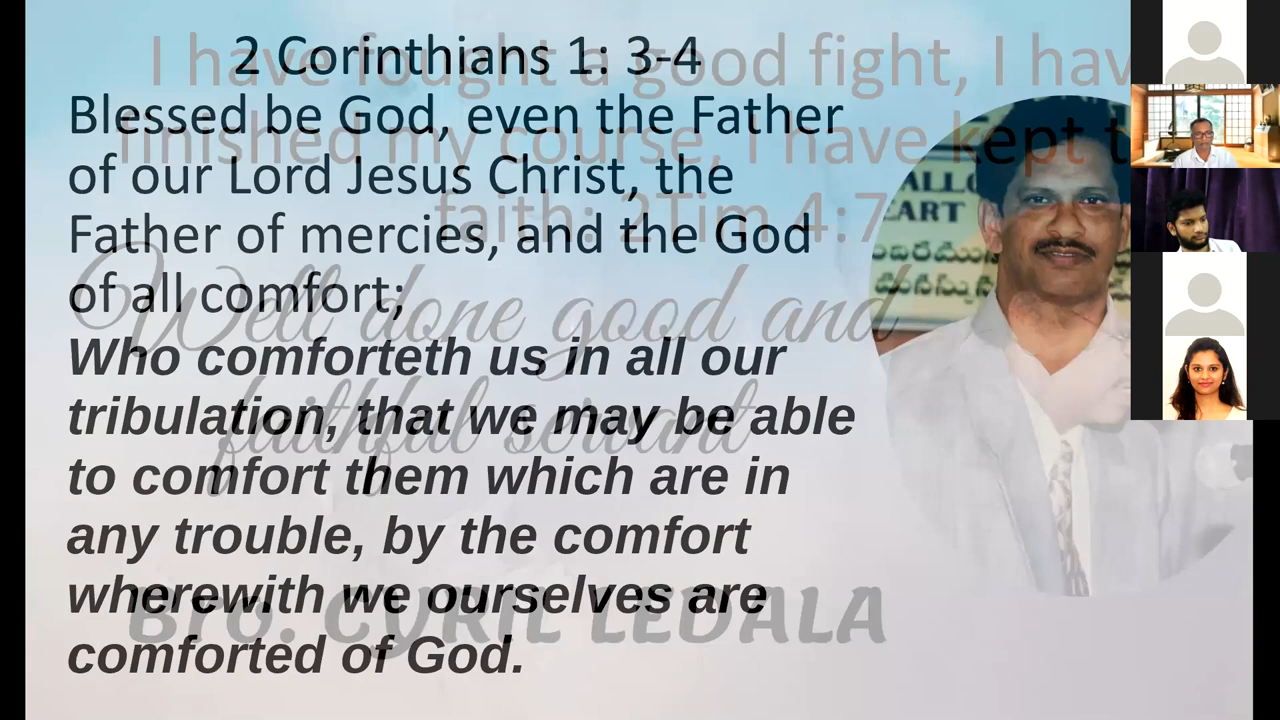 2 Corinthians 1: 3-4
Blessed be God, even the Father
of our Lord Jesus Christ, the
Father of mercies, and the God
of all comfort;
Who comforteth us in all our
tribulation, that we may be able
to comfort them which are in
any trouble, by the comfort
wherewith we ourselves are
comforted of God.
I have fought a good fight, I hav
finished my course, I have kept t
faith: 2Tim 4:7
Well done good and
faithful servant
Bro. CYRIL LEDALA
ALLO
EART